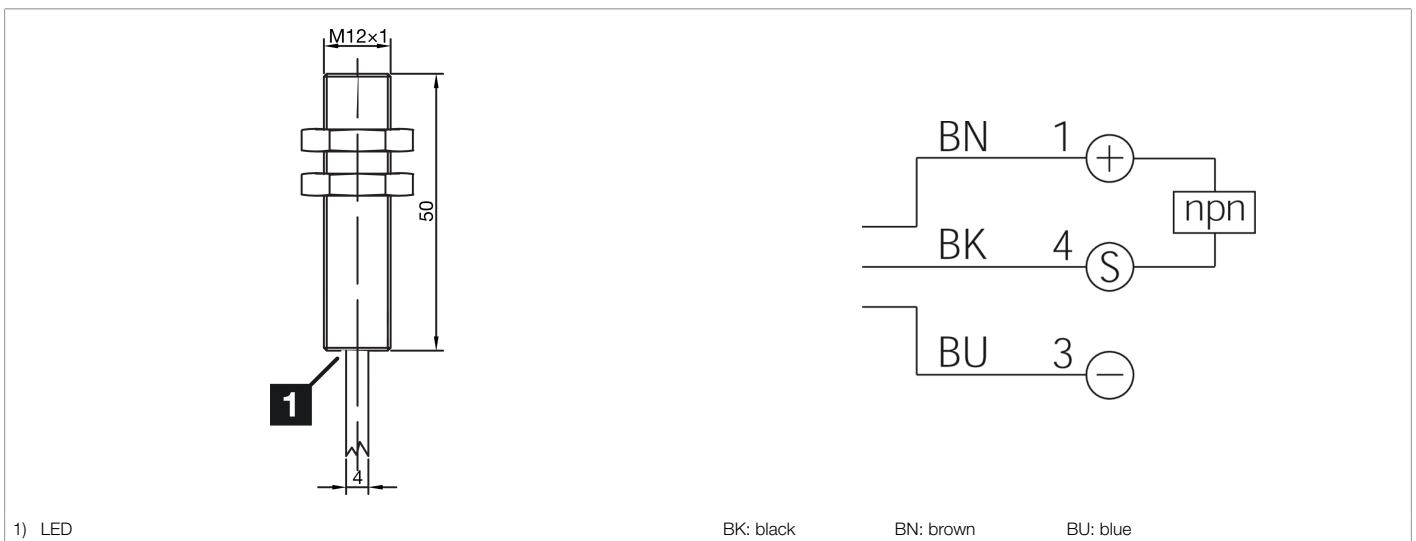 M12×1
50
1
4
BN 1 +
npn
BK 4 S
BU 3 −
1) LED
BK: black BN: brown BU: blue